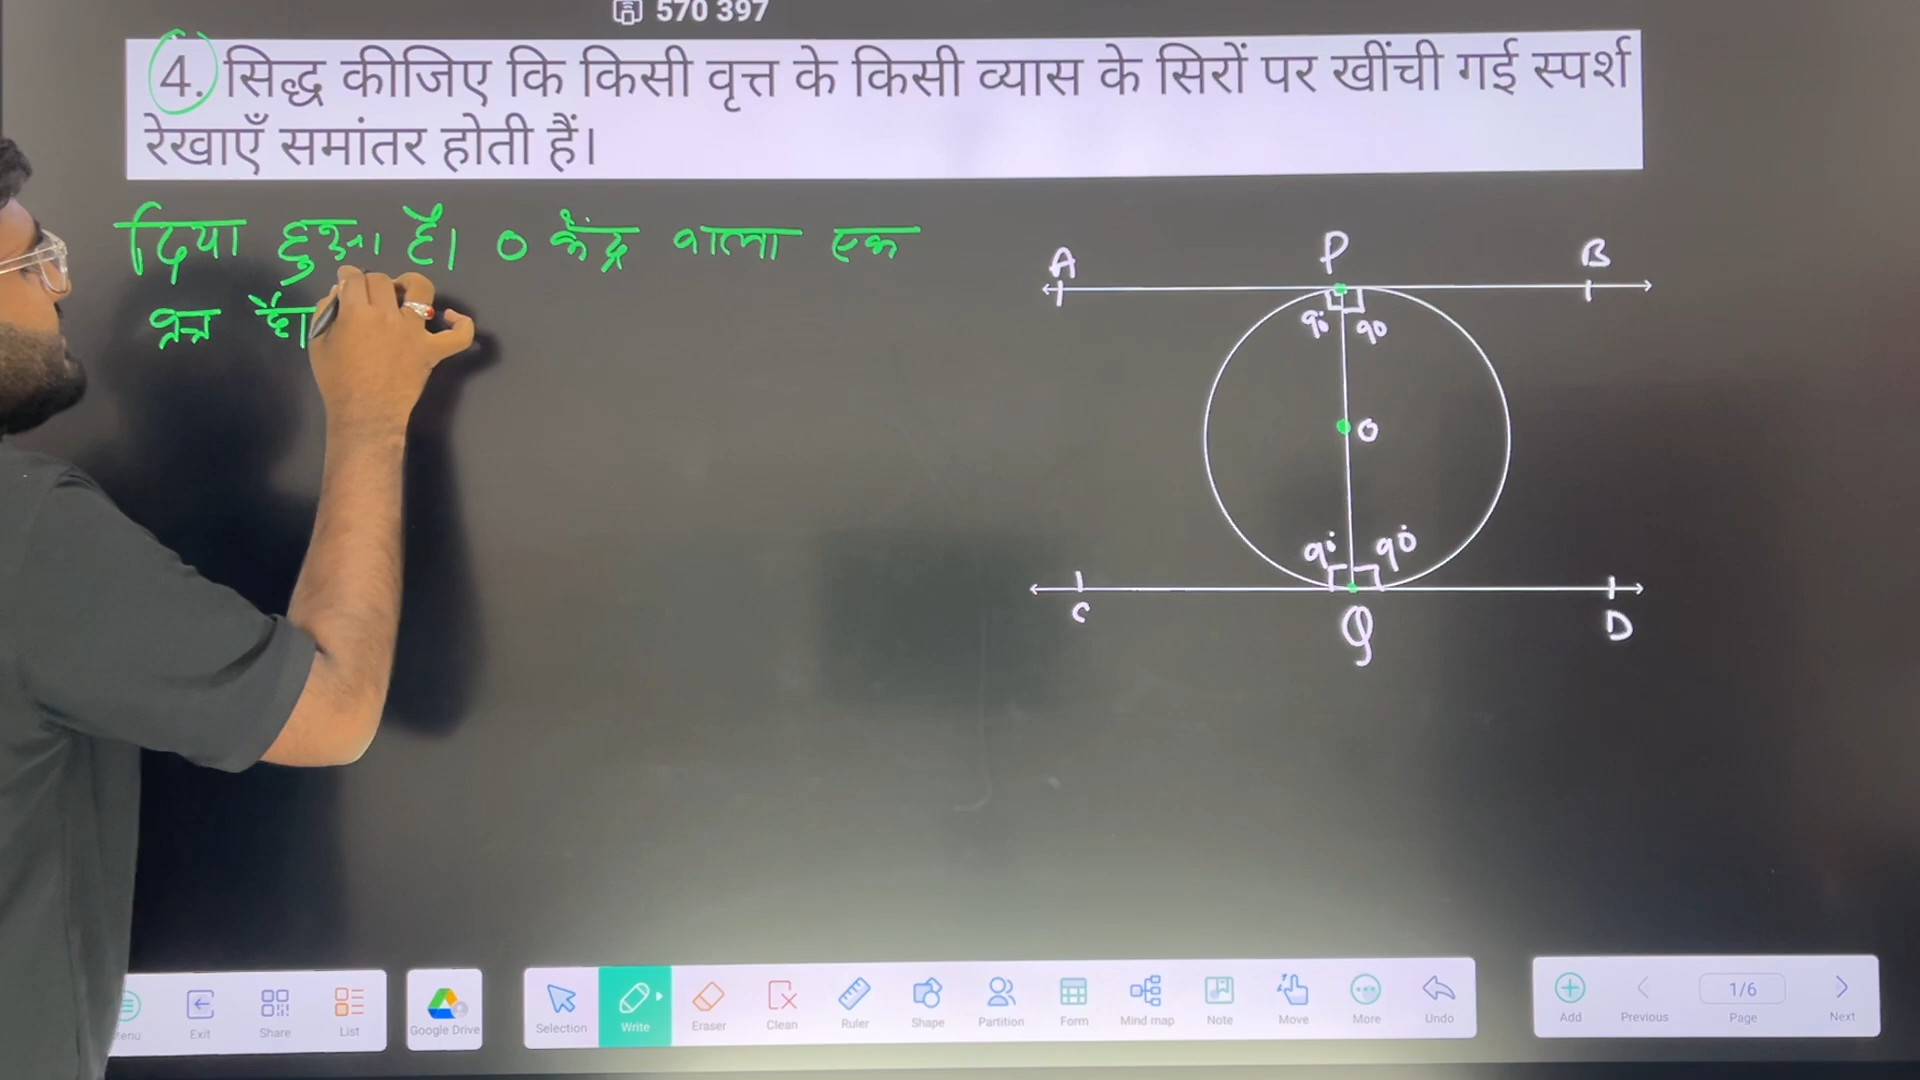 570 397
4. सिद्ध कीजिए कि किसी वृत्त के किसी व्यास के सिरों पर खींची गई स्पर्श
रेखाएँ समांतर होती हैं।
दिया हुआ है। O केंद्र वाला एक
वृत्त है।
A P B
90° 90
O
90° 90°
C Q D
enu Exit Share List Google Drive Selection Write Eraser Clean Ruler Shape Partition Form Mind map Note Move More Undo Add Previous 1/6 Page Next